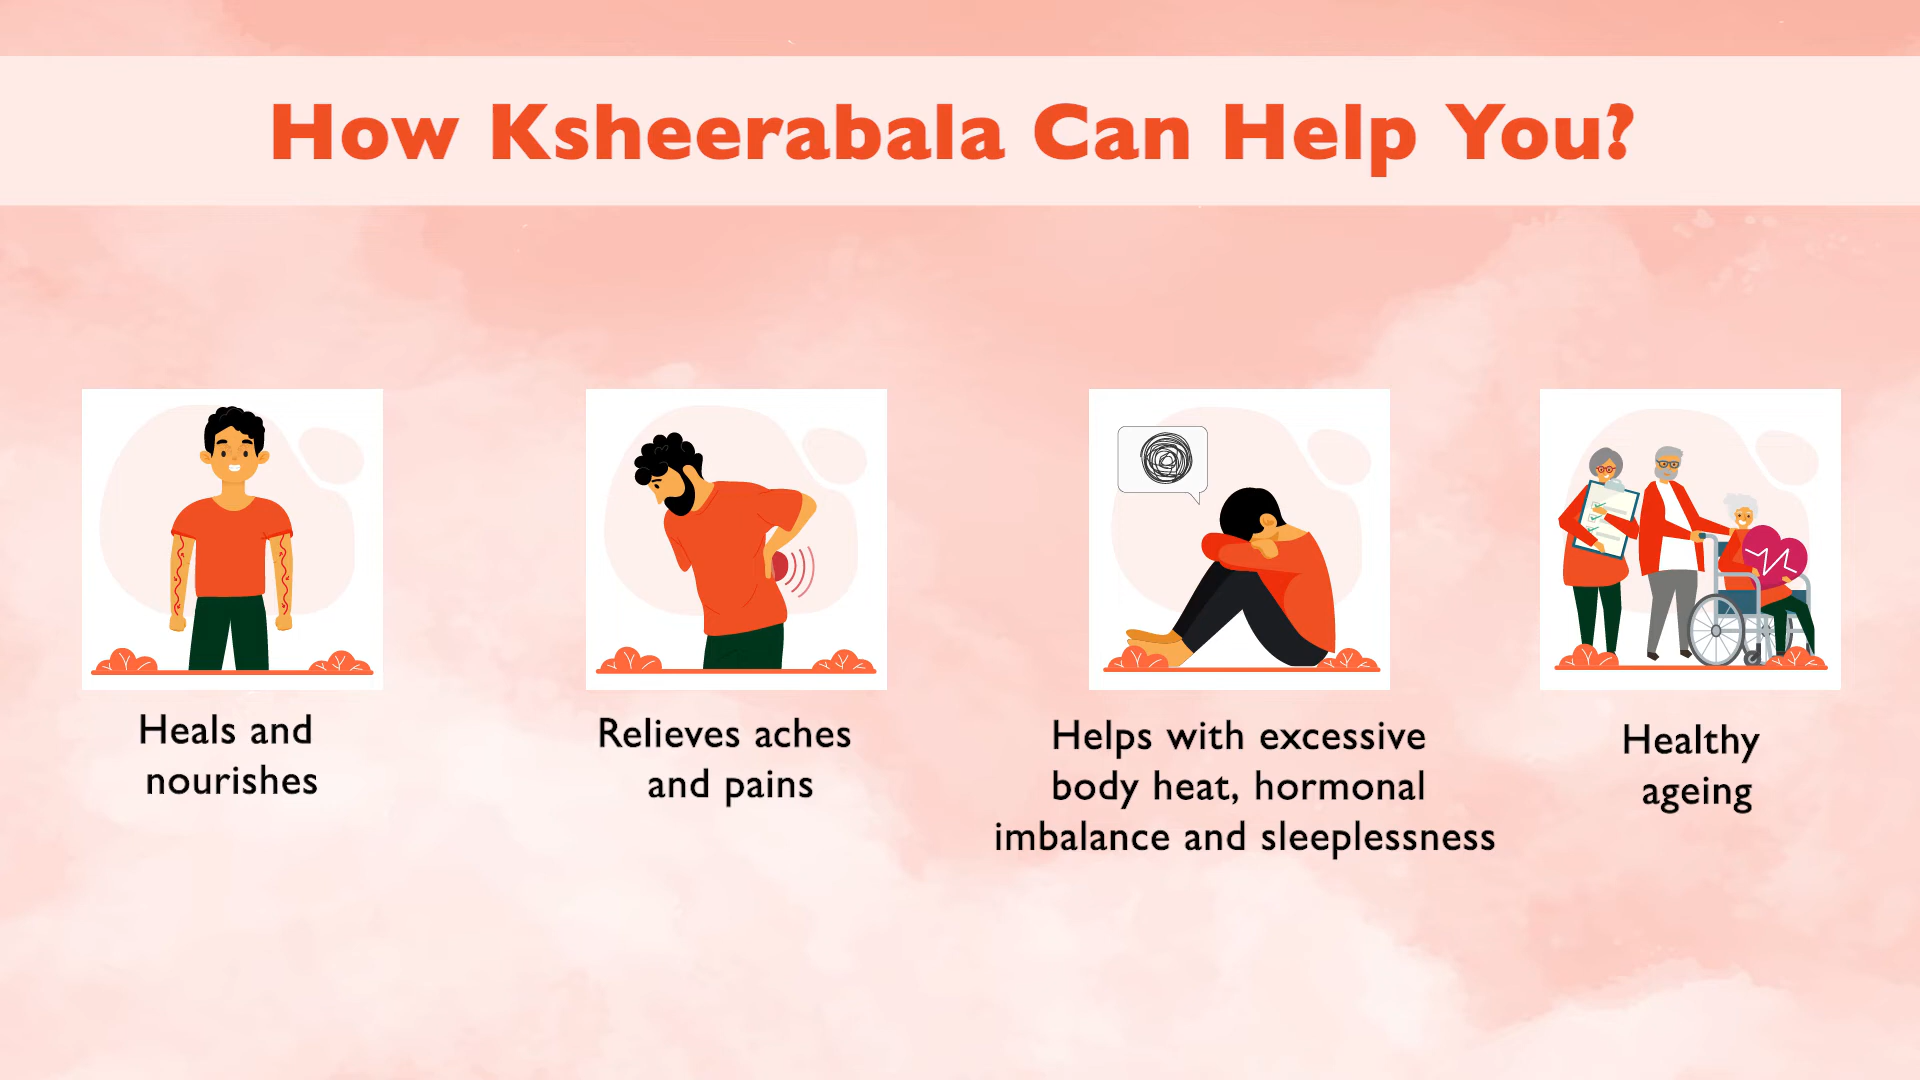 How Ksheerabala Can Help You?
Heals and
nourishes
Relieves aches
and pains
Helps with excessive
body heat, hormonal
imbalance and sleeplessness
Healthy
ageing